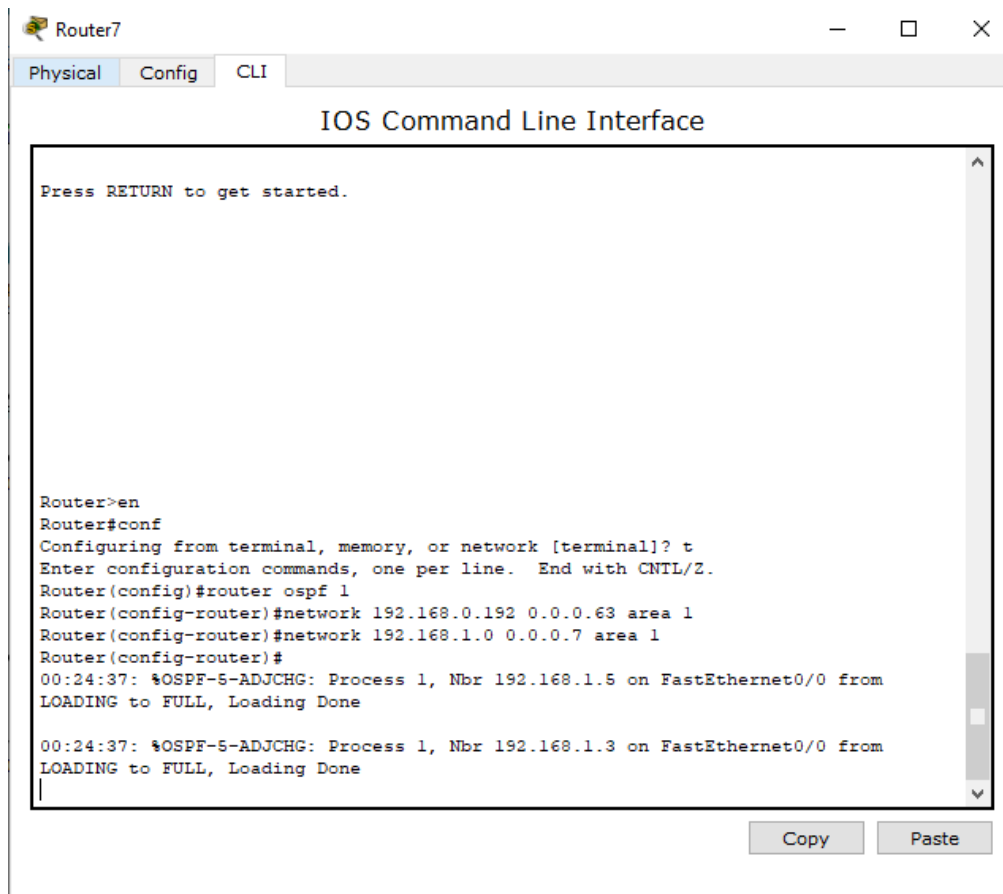 Router7
Physical Config CLI
IOS Command Line Interface
Press RETURN to get started.
Router>en
Router#conf
Configuring from terminal, memory, or network [terminal]? t
Enter configuration commands, one per line.  End with CNTL/Z.
Router(config)#router ospf 1
Router(config-router)#network 192.168.0.192 0.0.0.63 area 1
Router(config-router)#network 192.168.1.0 0.0.0.7 area 1
Router(config-router)#
00:24:37: %OSPF-5-ADJCHG: Process 1, Nbr 192.168.1.5 on FastEthernet0/0 from
LOADING to FULL, Loading Done
00:24:37: %OSPF-5-ADJCHG: Process 1, Nbr 192.168.1.3 on FastEthernet0/0 from
LOADING to FULL, Loading Done
Copy Paste